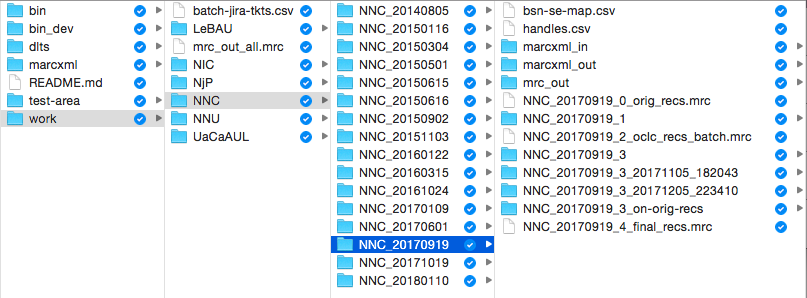 bin
bin_dev
dlts
marcxml
README.md
test-area
work
batch-jira-tkts.csv
LeBAU
mrc_out_all.mrc
NIC
NjP
NNC
NNU
UaCaAUL
NNC_20140805
NNC_20150116
NNC_20150304
NNC_20150501
NNC_20150615
NNC_20150616
NNC_20150902
NNC_20151103
NNC_20160122
NNC_20160315
NNC_20161024
NNC_20170109
NNC_20170601
NNC_20170919
NNC_20171019
NNC_20180110
bsn-se-map.csv
handles.csv
marcxml_in
marcxml_out
mrc_out
NNC_20170919_0_orig_recs.mrc
NNC_20170919_1
NNC_20170919_2_oclc_recs_batch.mrc
NNC_20170919_3
NNC_20170919_3_20171105_182043
NNC_20170919_3_20171205_223410
NNC_20170919_3_on-orig-recs
NNC_20170919_4_final_recs.mrc